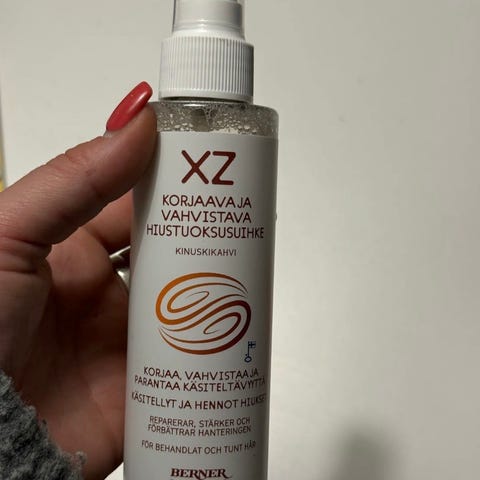 XZ
KORJAAVA JA
VAHVISTAVA
HIUSTUOKSUSUIHKE
KINUSKIKAHVI
KORJAA, VAHVISTAA JA
PARANTAA KÄSITELTÄVYYTTÄ
KÄSITELLYT JA HENNOT HIUKSET
REPARERAR, STÄRKER OCH
FÖRBÄTTRAR HANTERINGEN
FÖR BEHANDLAT OCH TUNT HÅR
BERNER